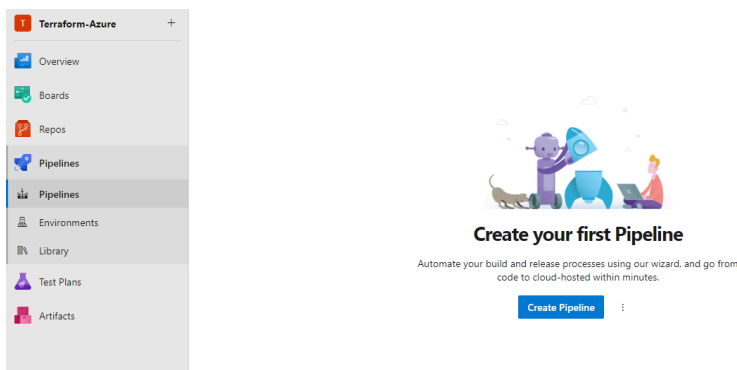 T Terraform-Azure +
Overview
Boards
Repos
Pipelines
Pipelines
Environments
Library
Test Plans
Artifacts
Create your first Pipeline
Automate your build and release processes using our wizard, and go from
code to cloud-hosted within minutes.
Create Pipeline